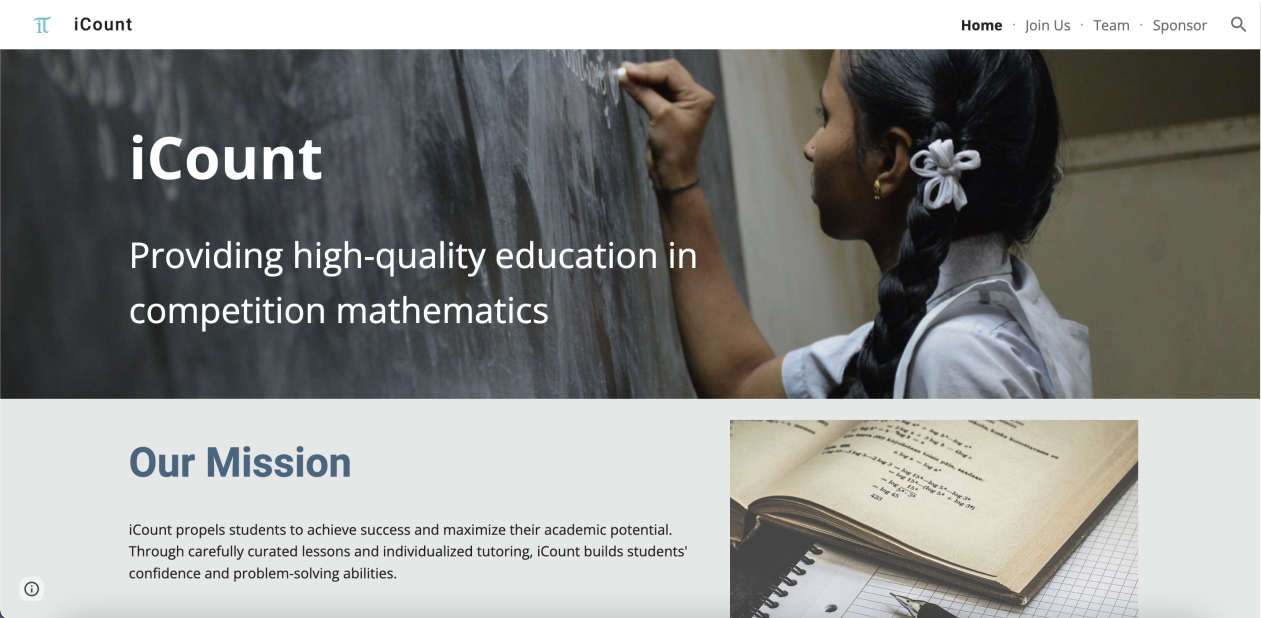 iCount
Home · Join Us · Team · Sponsor
iCount
Providing high-quality education in
competition mathematics
Our Mission
iCount propels students to achieve success and maximize their academic potential.
Through carefully curated lessons and individualized tutoring, iCount builds students'
confidence and problem-solving abilities.